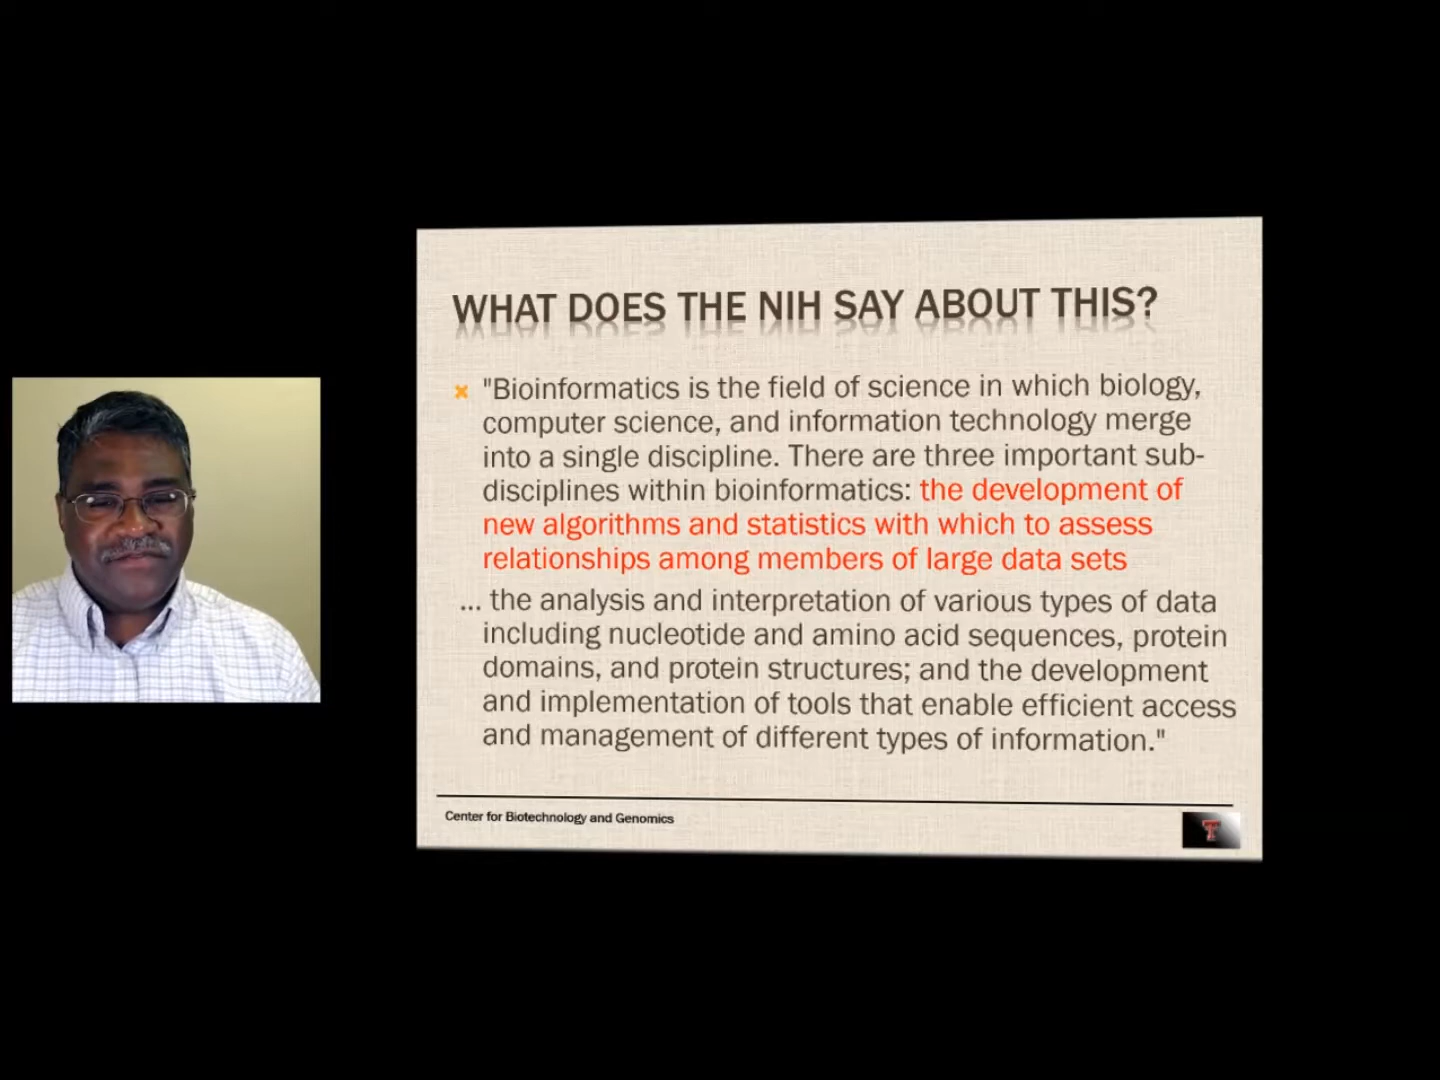 WHAT DOES THE NIH SAY ABOUT THIS?
"Bioinformatics is the field of science in which biology,
computer science, and information technology merge
into a single discipline. There are three important sub-
disciplines within bioinformatics: the development of
new algorithms and statistics with which to assess
relationships among members of large data sets
... the analysis and interpretation of various types of data
including nucleotide and amino acid sequences, protein
domains, and protein structures; and the development
and implementation of tools that enable efficient access
and management of different types of information."
Center for Biotechnology and Genomics